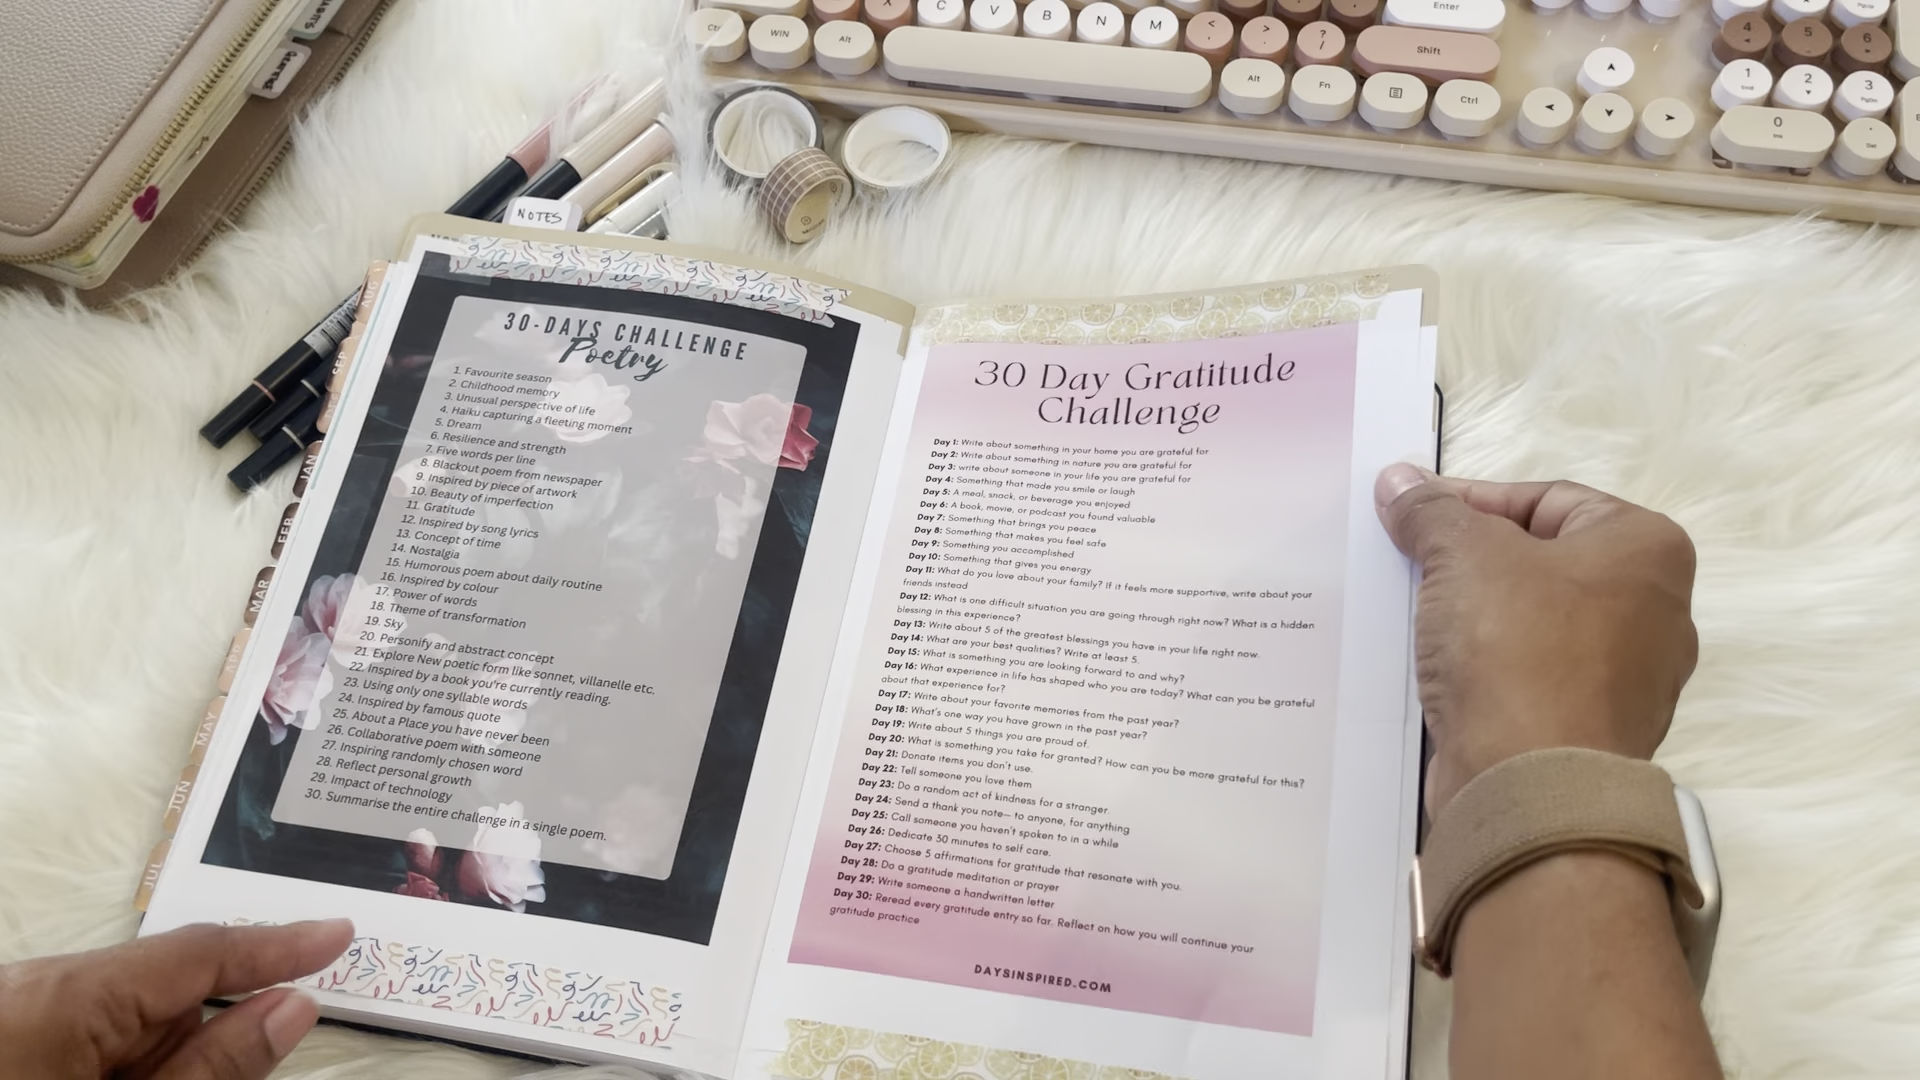 Ctrl
WIN
Alt
X
C
V
B
N
M
<
,
>
.
?
/
Enter
Shift
Alt
Fn
Ctrl
4
5
6
1
2
3
0
NOTES
AUG
SEP
JAN
FEB
MAR
APR
MAY
JUN
JUL
30-DAYS CHALLENGE
Poetry
1. Favourite season
2. Childhood memory
3. Unusual perspective of life
4. Haiku capturing a fleeting moment
5. Dream
6. Resilience and strength
7. Five words per line
8. Blackout poem from newspaper
9. Inspired by piece of artwork
10. Beauty of imperfection
11. Gratitude
12. Inspired by song lyrics
13. Concept of time
14. Nostalgia
15. Humorous poem about daily routine
16. Inspired by colour
17. Power of words
18. Theme of transformation
19. Sky
20. Personify and abstract concept
21. Explore New poetic form like sonnet, villanelle etc.
22. Inspired by a book you're currently reading.
23. Using only one syllable words
24. Inspired by famous quote
25. About a Place you have never been
26. Collaborative poem with someone
27. Inspiring randomly chosen word
28. Reflect personal growth
29. Impact of technology
30. Summarise the entire challenge in a single poem.
30 Day Gratitude
Challenge
Day 1: Write about something in your home you are grateful for
Day 2: Write about something in nature you are grateful for
Day 3: write about someone in your life you are grateful for
Day 4: Something that made you smile or laugh
Day 5: A meal, snack, or beverage you enjoyed
Day 6: A book, movie, or podcast you found valuable
Day 7: Something that brings you peace
Day 8: Something that makes you feel safe
Day 9: Something you accomplished
Day 10: Something that gives you energy
Day 11: What do you love about your family? If it feels more supportive, write about your
friends instead
Day 12: What is one difficult situation you are going through right now? What is a hidden
blessing in this experience?
Day 13: Write about 5 of the greatest blessings you have in your life right now.
Day 14: What are your best qualities? Write at least 5.
Day 15: What is something you are looking forward to and why?
Day 16: What experience in life has shaped who you are today? What can you be grateful
about that experience for?
Day 17: Write about your favorite memories from the past year?
Day 18: What's one way you have grown in the past year?
Day 19: Write about 5 things you are proud of.
Day 20: What is something you take for granted? How can you be more grateful for this?
Day 21: Donate items you don't use.
Day 22: Tell someone you love them
Day 23: Do a random act of kindness for a stranger.
Day 24: Send a thank you note— to anyone, for anything
Day 25: Call someone you haven't spoken to in a while
Day 26: Dedicate 30 minutes to self care.
Day 27: Choose 5 affirmations for gratitude that resonate with you.
Day 28: Do a gratitude meditation or prayer
Day 29: Write someone a handwritten letter
Day 30: Reread every gratitude entry so far. Reflect on how you will continue your
gratitude practice
DAYSINSPIRED.COM